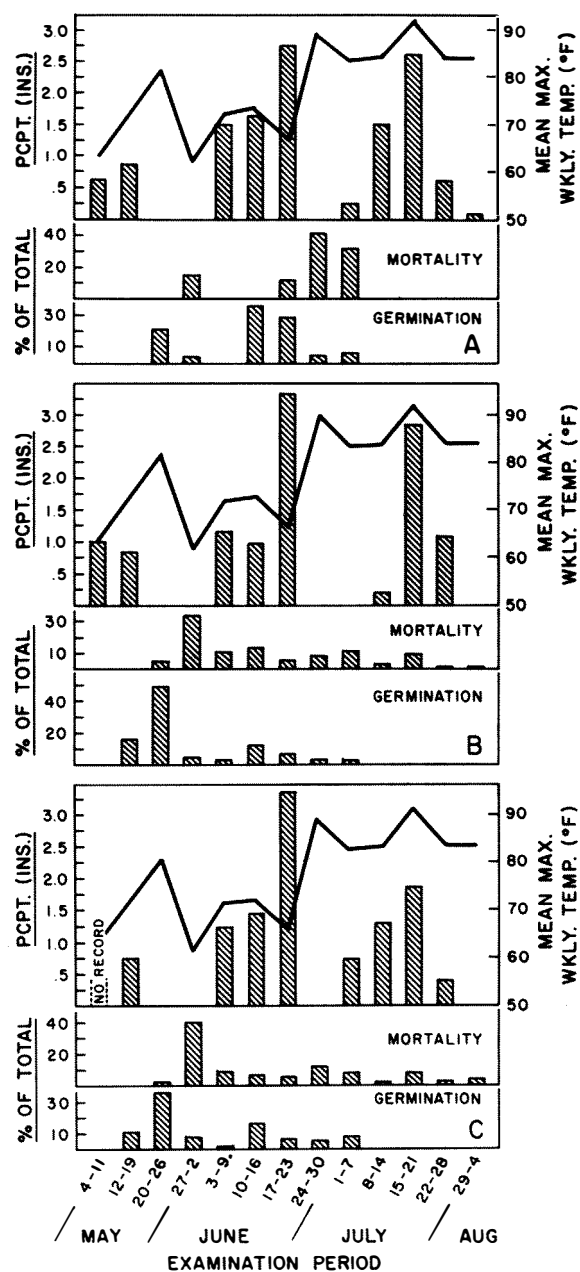 PCPT. (INS.)
3.0
2.5
2.0
1.5
1.0
.5
90
80
70
60
50
MEAN MAX.
WKLY. TEMP. (°F)
% OF TOTAL
40
20
MORTALITY
30
10
GERMINATION
A
PCPT. (INS.)
3.0
2.5
2.0
1.5
1.0
.5
90
80
70
60
50
MEAN MAX.
WKLY. TEMP. (°F)
% OF TOTAL
30
10
MORTALITY
40
20
GERMINATION
B
PCPT. (INS.)
3.0
2.5
2.0
1.5
1.0
.5
NO RECORD
90
80
70
60
50
MEAN MAX.
WKLY. TEMP. (°F)
% OF TOTAL
40
20
MORTALITY
30
10
GERMINATION
C
4-11
12-19
20-26
27-2
3-9
10-16
17-23
24-30
1-7
8-14
15-21
22-28
29-4
MAY / JUNE / JULY / AUG
EXAMINATION PERIOD